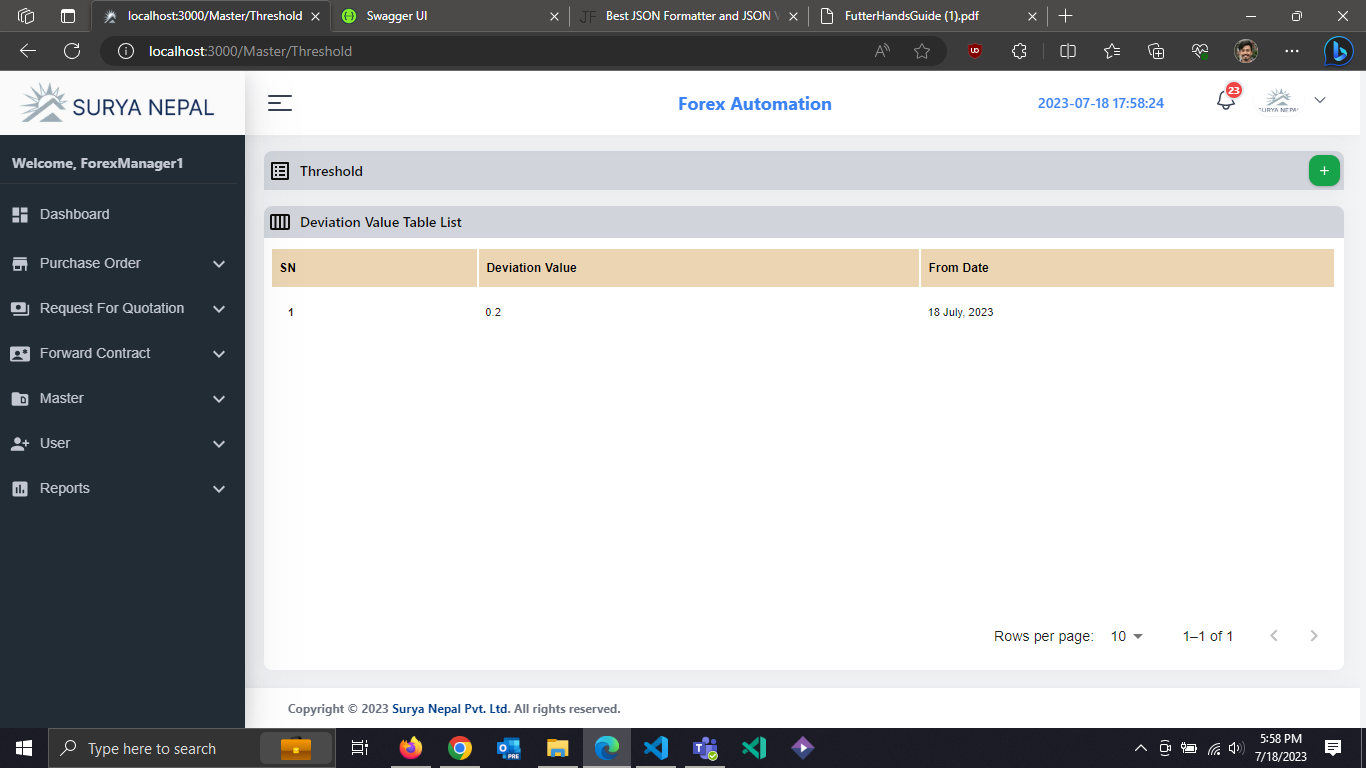 localhost:3000/Master/Threshold
Swagger UI
Best JSON Formatter and JSON V
FutterHandsGuide (1).pdf
localhost:3000/Master/Threshold
UD
SURYA NEPAL
Forex Automation
2023-07-18 17:58:24
23
SURYA NEPAL
Welcome, ForexManager1
Threshold
+
Dashboard
Deviation Value Table List
Purchase Order
SN
Deviation Value
From Date
Request For Quotation
1
0.2
18 July, 2023
Forward Contract
Master
User
Reports
Rows per page:
10
1–1 of 1
Copyright © 2023 Surya Nepal Pvt. Ltd. All rights reserved.
Type here to search
PRE
5:58 PM
7/18/2023